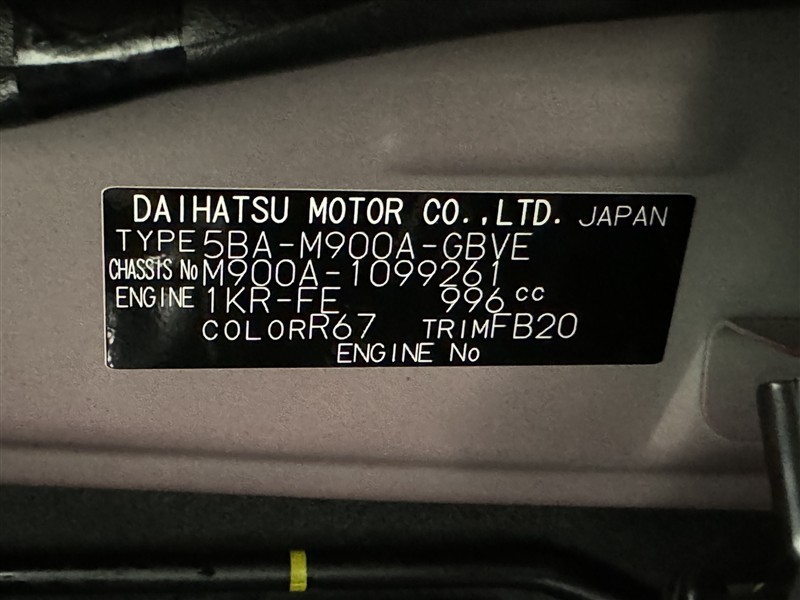 DAIHATSU MOTOR CO.,LTD. JAPAN
TYPE 5BA-M900A-GBVE
CHASSIS No M900A-1099261
ENGINE 1KR-FE 996 cc
COLOR R67 TRIM FB20
ENGINE No